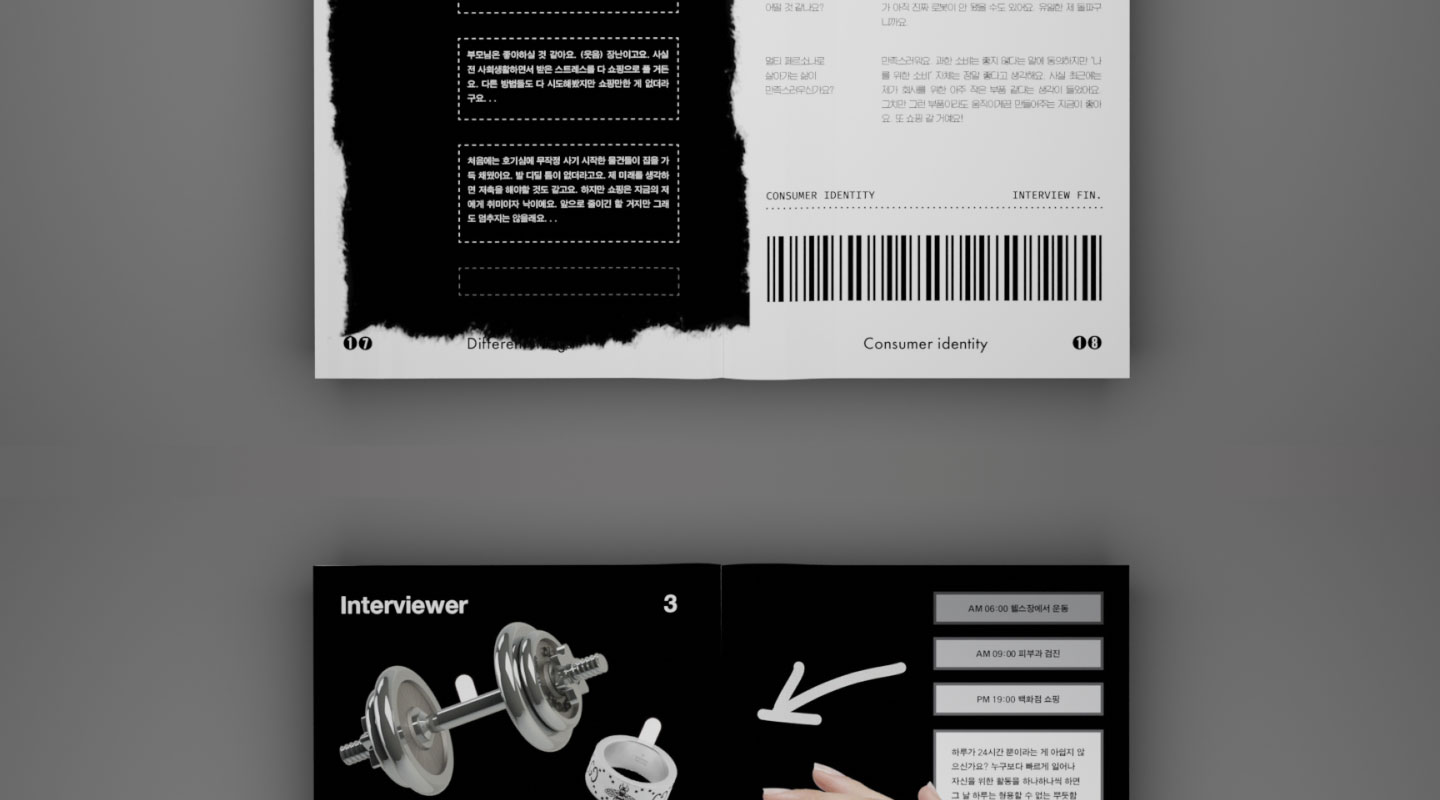 부모님은 좋아하실 것 같아요. (웃음) 장난이고요. 사실
전 사회생활하면서 받은 스트레스를 다 쇼핑으로 풀 거든
요. 다른 방법들도 다 시도해봤지만 쇼핑만한 게 없더라
구요. . .
처음에는 호기심에 무작정 사기 시작한 물건들이 집을 가
득 채웠어요. 발 디딜 틈이 없더라고요. 제 미래를 생각하
면 저축을 해야할 것도 같고요. 하지만 쇼핑은 지금의 저
에게 취미이자 낙이에요. 앞으로 줄이긴 할 거지만 그래
도 멈추지는 않을래요. . .
17
어떨 것 같나요?
가 아직 진짜 로봇이 안 됐을 수도 있어요. 유일한 제 돌파구
니까요.
멀티 페르소나로
살아가는 삶이
만족스러우신가요?
만족스러워요. 과한 소비는 좋지 않다는 말에 동의하지만 '나
를 위한 소비' 자체는 정말 좋다고 생각해요. 사실 최근에는
제가 회사를 위한 아주 작은 부품 같다는 생각이 들었어요.
그치만 그런 부품이라도 움직이게끔 만들어주는 지금이 좋아
요. 또 쇼핑 갈 거예요!
CONSUMER IDENTITY
INTERVIEW FIN.
Consumer identity
18
Interviewer
3
AM 06:00 헬스장에서 운동
AM 09:00 피부과 검진
PM 19:00 백화점 쇼핑
하루가 24시간 뿐이라는 게 아쉽지 않
으신가요? 누구보다 빠르게 일어나
자신을 위한 활동을 하나하나씩 하면
그 날 하루는 형용할 수 없는 뿌듯함